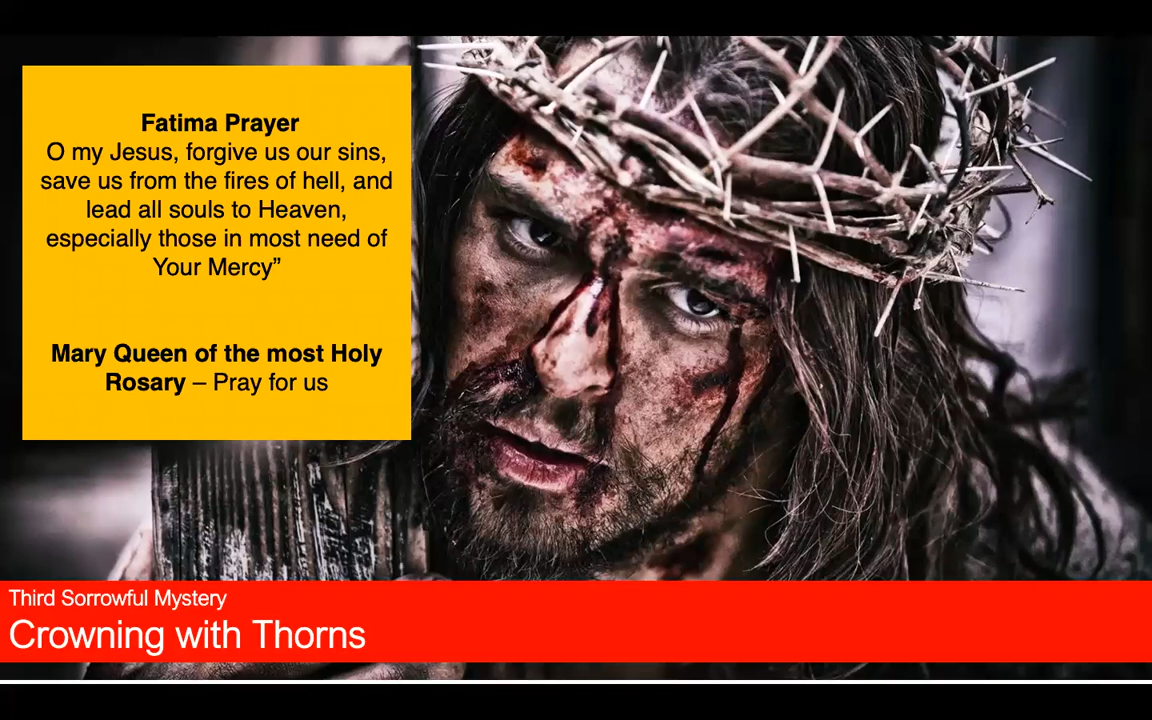 Fatima Prayer
O my Jesus, forgive us our sins,
save us from the fires of hell, and
lead all souls to Heaven,
especially those in most need of
Your Mercy”
Mary Queen of the most Holy
Rosary – Pray for us
Third Sorrowful Mystery
Crowning with Thorns